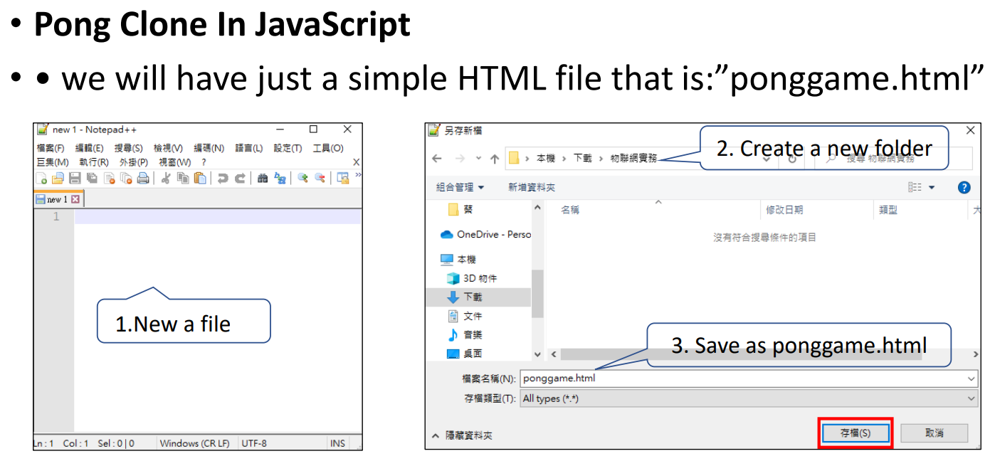 • Pong Clone In JavaScript
• • we will have just a simple HTML file that is:”ponggame.html”
new 1 - Notepad++
檔案(F) 編輯(E) 搜尋(S) 檢視(V) 編碼(N) 語言(L) 設定(T) 工具(O)
巨集(M) 執行(R) 外掛(P) 視窗(W) ? X
new 1
1
1.New a file
Ln : 1 Col : 1 Sel : 0 | 0 Windows (CR LF) UTF-8 INS
另存新檔
2. Create a new folder
本機 › 下載 › 物聯網實務
搜尋 物聯網實務
組合管理 新增資料夾
名稱 修改日期 類型 大
沒有符合搜尋條件的項目
蔡
OneDrive - Perso
本機
3D 物件
下載
文件
音樂
桌面
3. Save as ponggame.html
檔案名稱(N): ponggame.html
存檔類型(T): All types (*.*)
隱藏資料夾
存檔(S) 取消